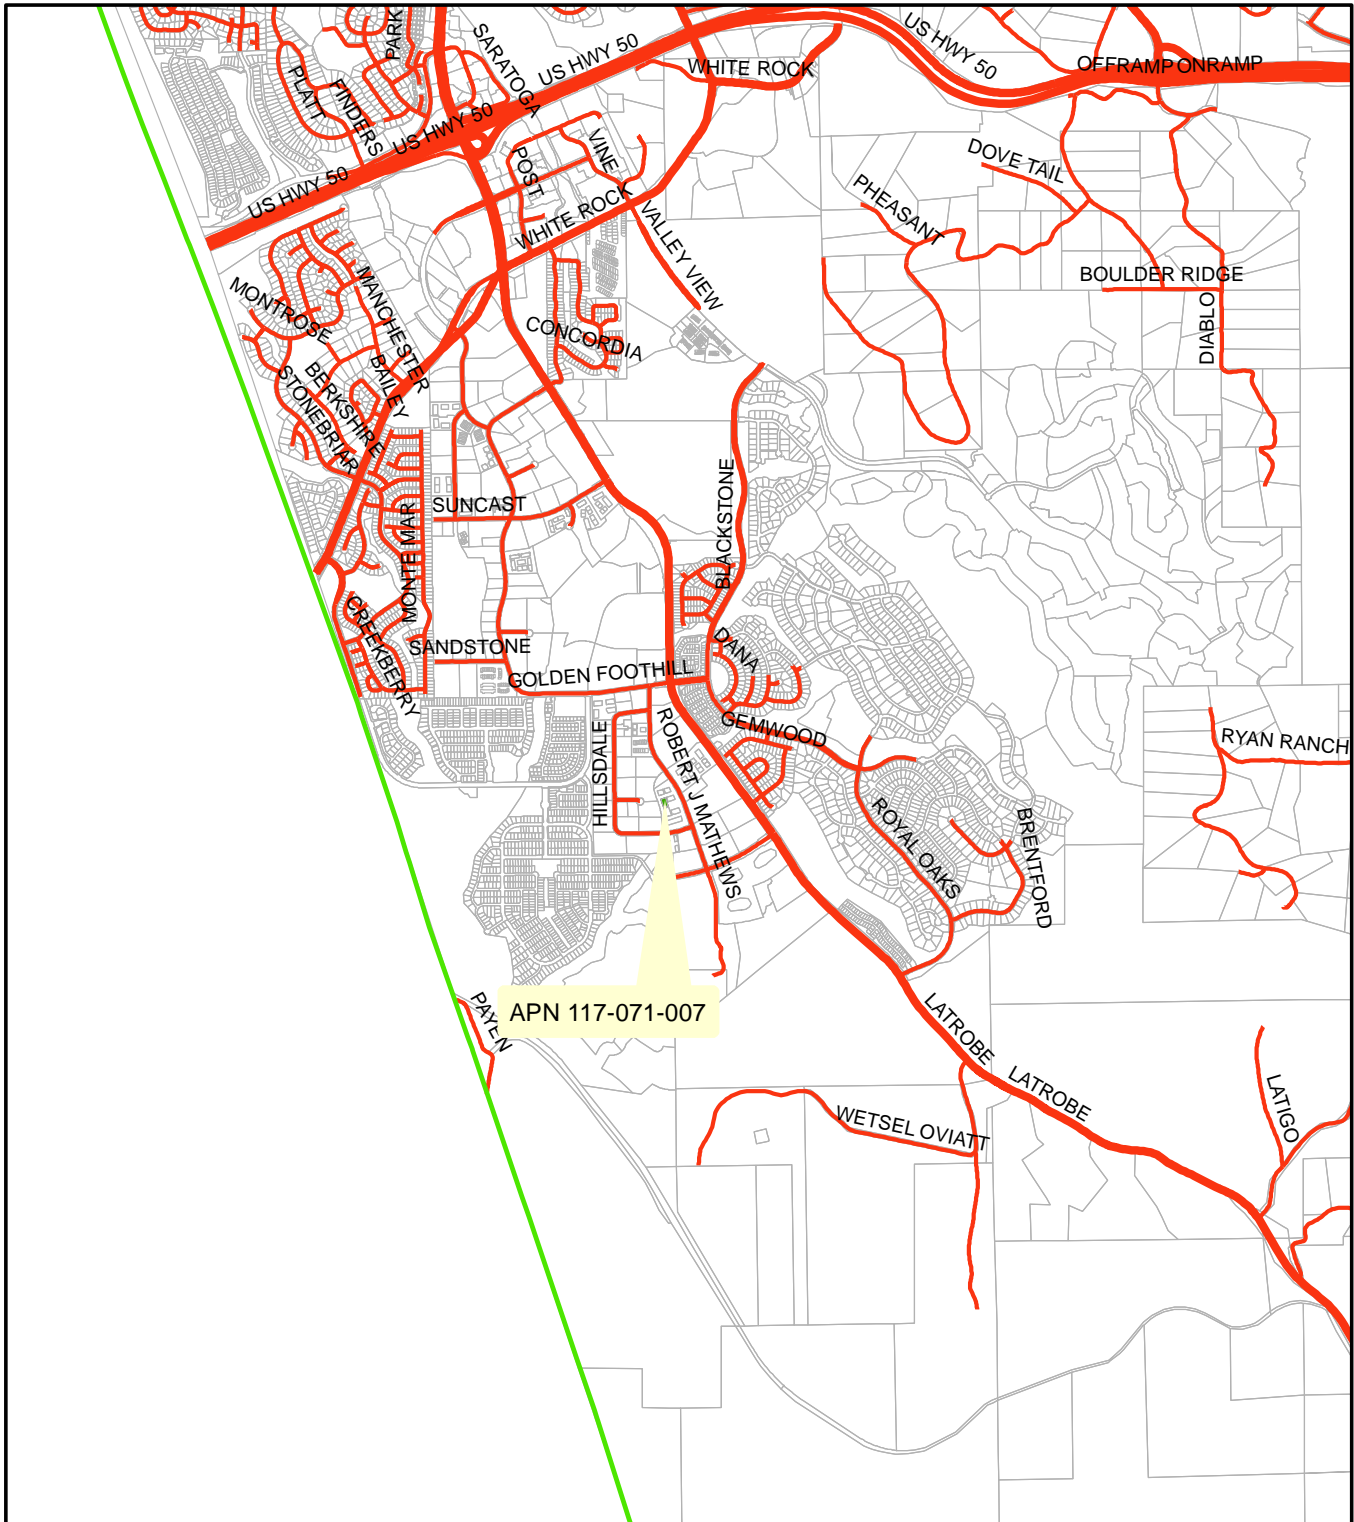 PARK
SARATOGA
US HWY 50
US HWY 50
WHITE ROCK
OFFRAMP
ONRAMP
PLATT
FINDERS
US HWY 50
US HWY 50
POST
VINE
DOVE TAIL
PHEASANT
WHITE ROCK
VALLEY VIEW
BOULDER RIDGE
DIABLO
MONTROSE
MANCHESTER
CONCORDIA
BAILEY
BERKSHIRE
STONEBRIAR
BLACKSTONE
SUNCAST
MONTE MAR
CREEKBERRY
SANDSTONE
DANA
GOLDEN FOOTHILL
GEMWOOD
HILLSDALE
ROBERT J MATHEWS
RYAN RANCH
ROYAL OAKS
BRENTFORD
APN 117-071-007
PAYEN
LATROBE
LATROBE
LATIGO
WETSEL OVIATT